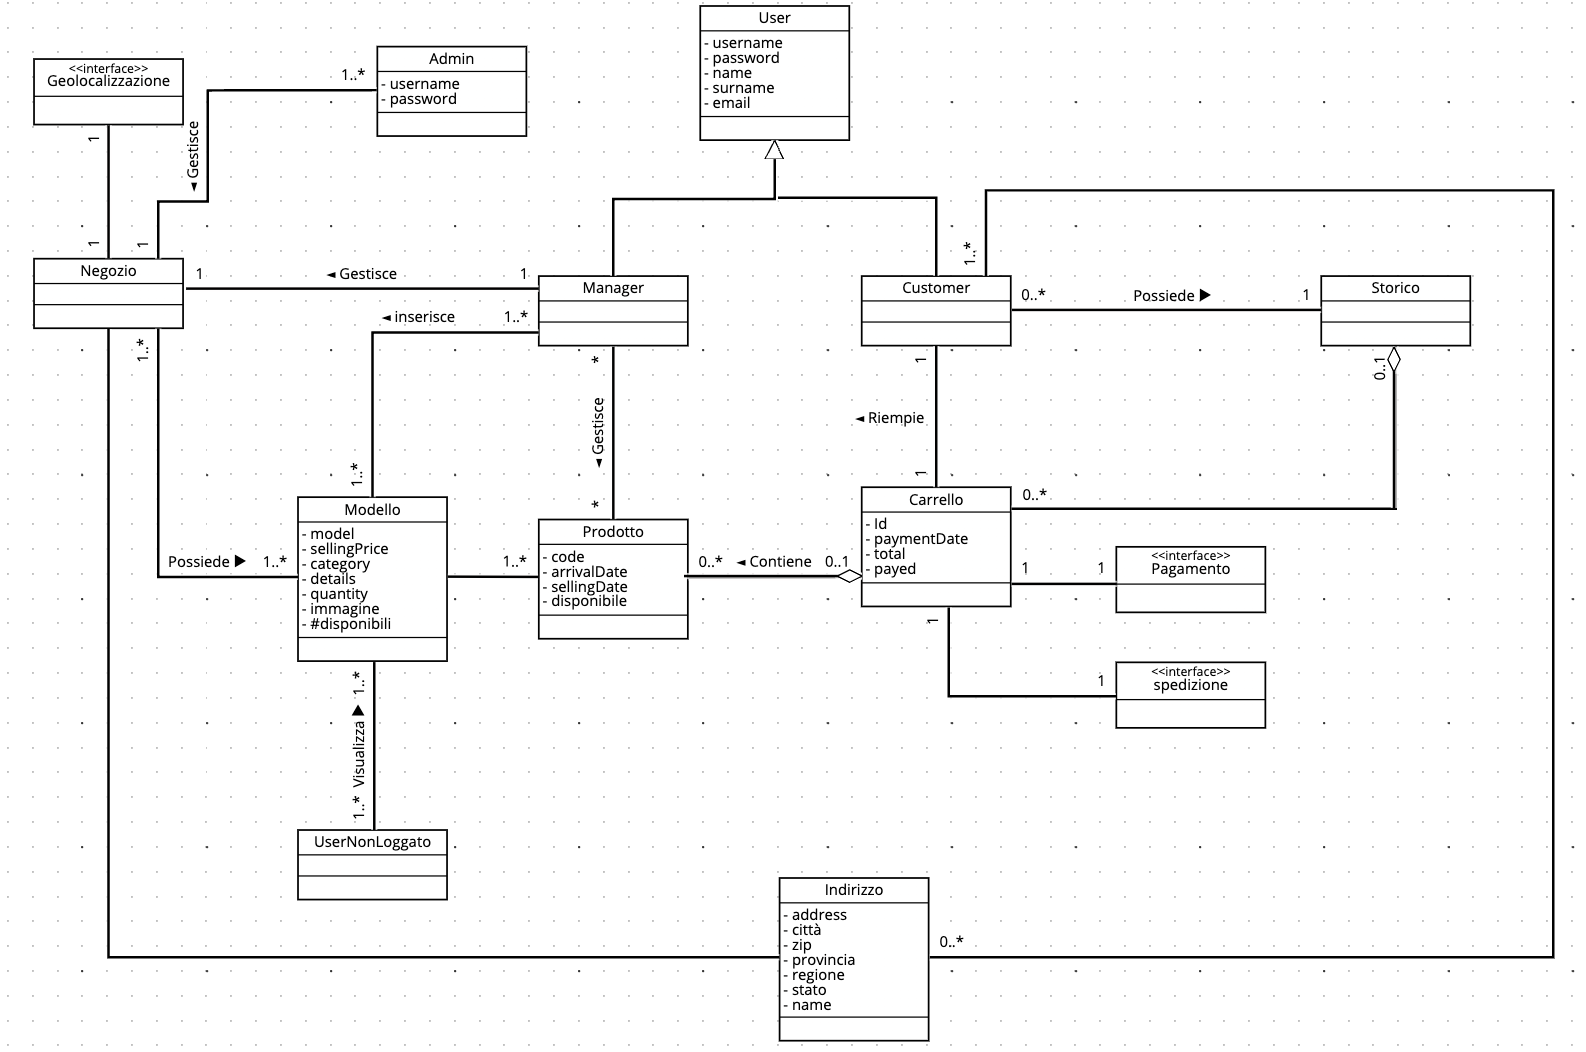 User
- username
- password
- name
- surname
- email
<<interface>>
Geolocalizzazione
Admin
- username
- password
1..*
1
◄ Gestisce
1
1
1..*
Negozio
1
◄ Gestisce
1
Manager
Customer
0..*
Possiede ►
1
Storico
◄ inserisce
1..*
1..*
*
1
0..1
◄ Gestisce
◄ Riempie
1..*
*
1
Modello
- model
- sellingPrice
- category
- details
- quantity
- immagine
- #disponibili
Possiede ►
1..*
1..*
Prodotto
- code
- arrivalDate
- sellingDate
- disponibile
0..*
◄ Contiene
0..1
Carrello
- Id
- paymentDate
- total
- payed
0..*
1
1
<<interface>>
Pagamento
1
1
<<interface>>
spedizione
1..*
Visualizza ►
1..*
UserNonLoggato
Indirizzo
- address
- città
- zip
- provincia
- regione
- stato
- name
0..*